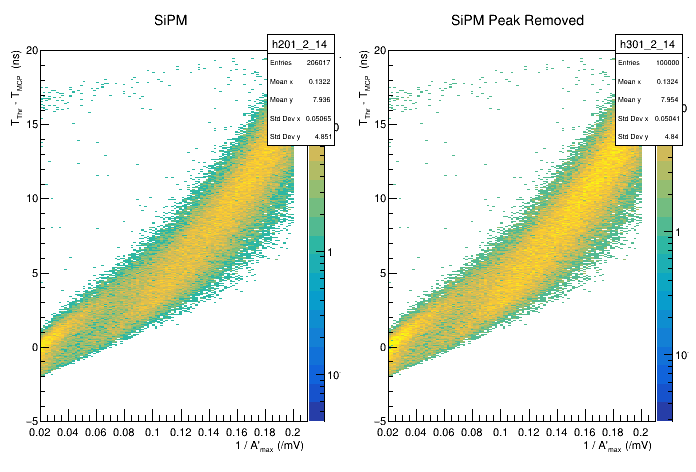 SiPM
SiPM Peak Removed
h201_2_14
Entries 206017
Mean x 0.1322
Mean y 7.936
Std Dev x 0.05065
Std Dev y 4.851
h301_2_14
Entries 100000
Mean x 0.1324
Mean y 7.954
Std Dev x 0.05041
Std Dev y 4.84
T_Thr - T_MCP (ns)
20
15
10
5
0
−5
0.02 0.04 0.06 0.08 0.1 0.12 0.14 0.16 0.18 0.2
1 / A'_max (/mV)
1
10
T_Thr - T_MCP (ns)
20
15
10
5
0
−5
0.02 0.04 0.06 0.08 0.1 0.12 0.14 0.16 0.18 0.2
1 / A'_max (/mV)
1
10